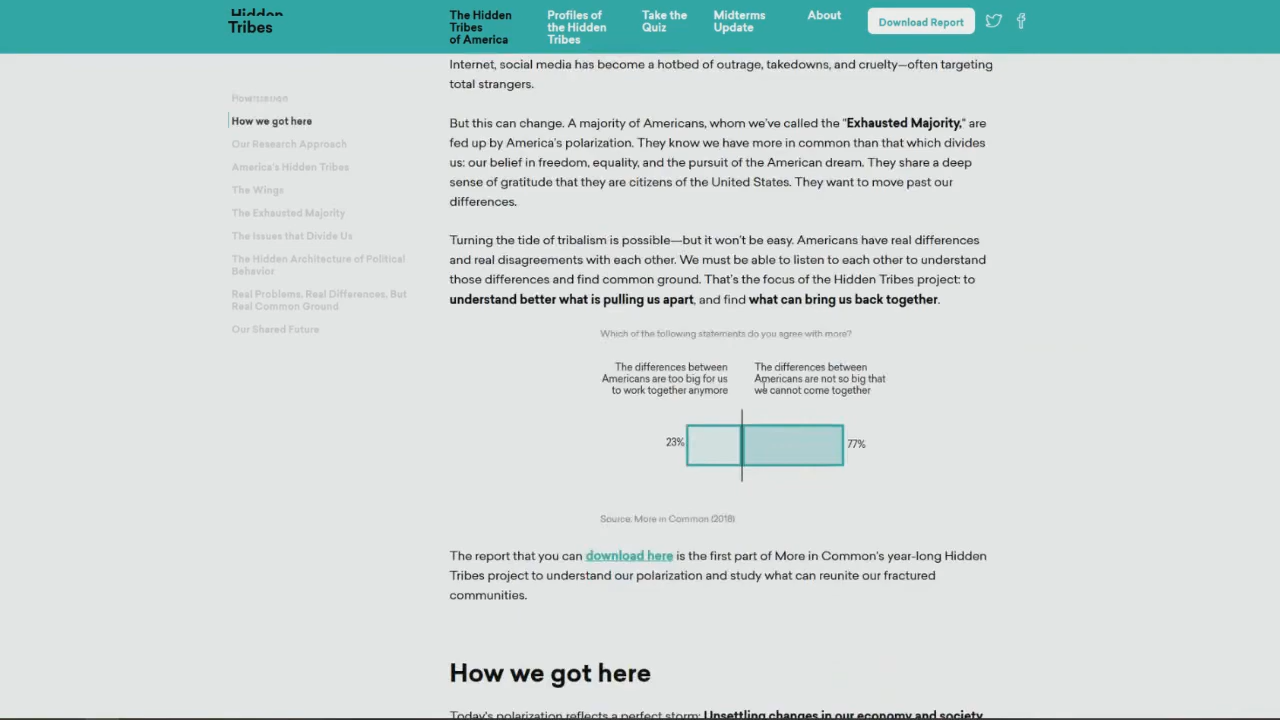 Hidden
Tribes
The Hidden
Tribes
of America
Profiles of
the Hidden
Tribes
Take the
Quiz
Midterms
Update
About
Download Report
How we got here
Our Research Approach
America's Hidden Tribes
The Wings
The Exhausted Majority
The Issues that Divide Us
The Hidden Architecture of Political
Behavior
Real Problems, Real Differences, But
Real Common Ground
Our Shared Future
Internet, social media has become a hotbed of outrage, takedowns, and cruelty—often targeting
total strangers.
But this can change. A majority of Americans, whom we've called the "Exhausted Majority," are
fed up by America's polarization. They know we have more in common than that which divides
us: our belief in freedom, equality, and the pursuit of the American dream. They share a deep
sense of gratitude that they are citizens of the United States. They want to move past our
differences.
Turning the tide of tribalism is possible—but it won't be easy. Americans have real differences
and real disagreements with each other. We must be able to listen to each other to understand
those differences and find common ground. That's the focus of the Hidden Tribes project: to
understand better what is pulling us apart, and find what can bring us back together.
Which of the following statements do you agree with more?
The differences between
Americans are too big for us
to work together anymore
The differences between
Americans are not so big that
we cannot come together
23%
77%
Source: More in Common (2018)
The report that you can download here is the first part of More in Common's year-long Hidden
Tribes project to understand our polarization and study what can reunite our fractured
communities.
How we got here
Today's polarization reflects a perfect storm: Unsettling changes in our economy and society